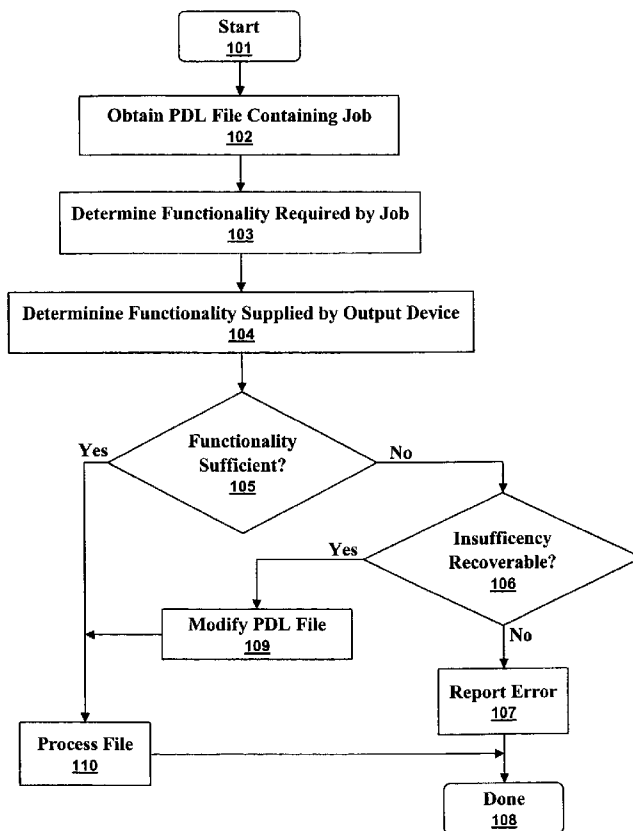 Start
101
Obtain PDL File Containing Job
102
Determine Functionality Required by Job
103
Determinine Functionality Supplied by Output Device
104
Functionality
Sufficient?
105
Yes
No
Insufficency
Recoverable?
106
Yes
No
Modify PDL File
109
Report Error
107
Process File
110
Done
108